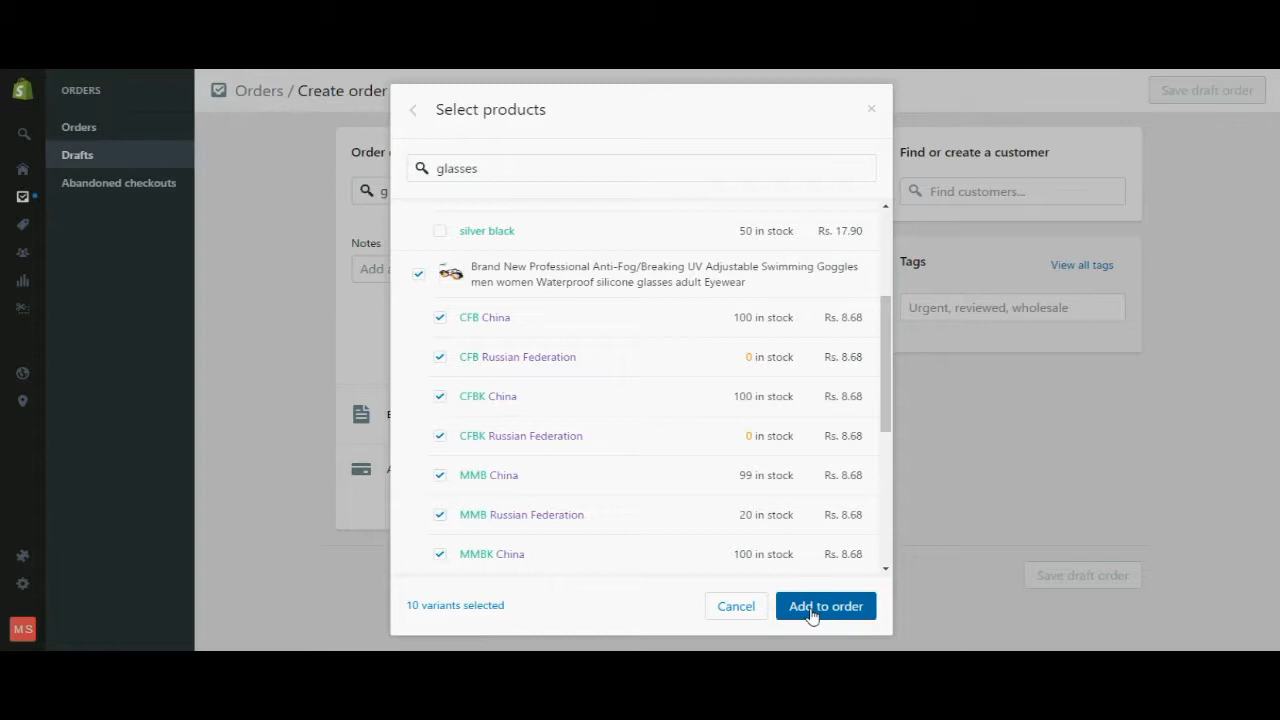 ORDERS
Orders
Drafts
Abandoned checkouts
MS
Orders / Create order
Save draft order
Order
g
Notes
Add
Select products
glasses
silver black 50 in stock Rs. 17.90
Brand New Professional Anti-Fog/Breaking UV Adjustable Swimming Goggles
men women Waterproof silicone glasses adult Eyewear
CFB China 100 in stock Rs. 8.68
CFB Russian Federation 0 in stock Rs. 8.68
CFBK China 100 in stock Rs. 8.68
CFBK Russian Federation 0 in stock Rs. 8.68
MMB China 99 in stock Rs. 8.68
MMB Russian Federation 20 in stock Rs. 8.68
MMBK China 100 in stock Rs. 8.68
10 variants selected
Cancel
Add to order
Find or create a customer
Find customers...
Tags
View all tags
Urgent, reviewed, wholesale
Save draft order